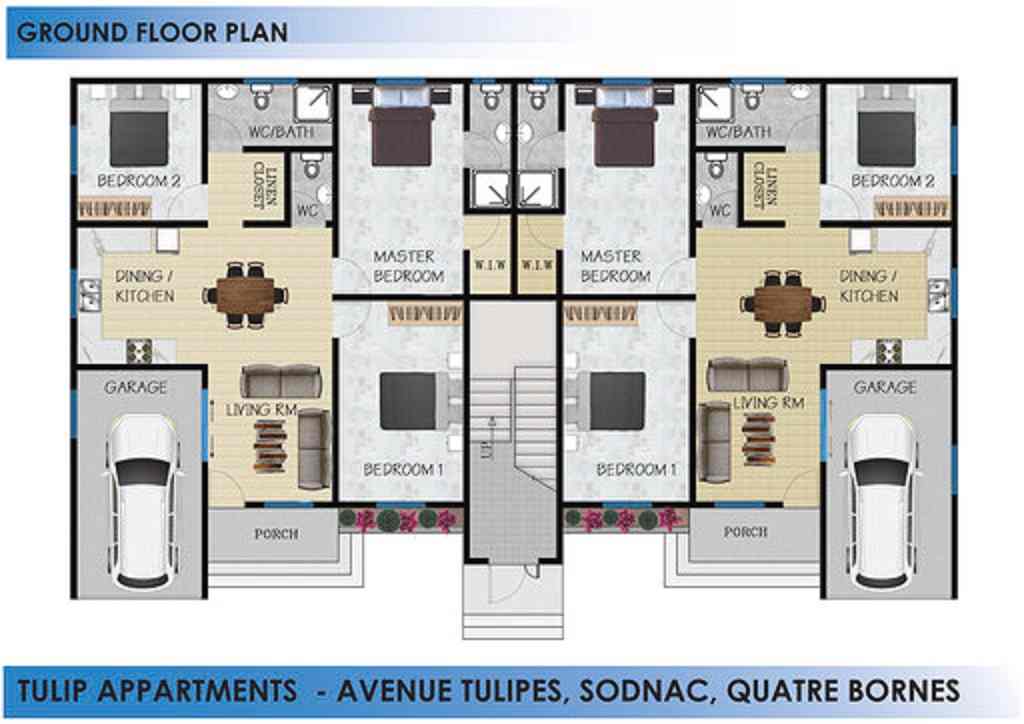 GROUND FLOOR PLAN
WC/BATH
WC/BATH
BEDROOM 2
LINEN
CLOSET
WC
WC
LINEN
CLOSET
BEDROOM 2
DINING /
KITCHEN
MASTER
BEDROOM
W.I.W
W.I.W
MASTER
BEDROOM
DINING /
KITCHEN
GARAGE
LIVING RM
LIVING RM
GARAGE
BEDROOM 1
UP
BEDROOM 1
PORCH
PORCH
TULIP APPARTMENTS - AVENUE TULIPES, SODNAC, QUATRE BORNES